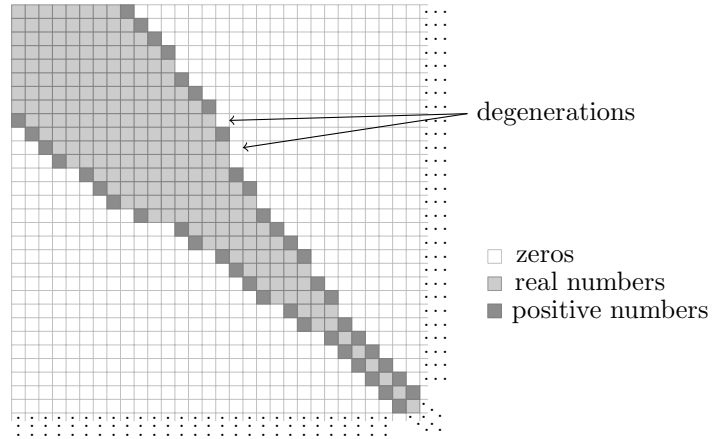 degenerations
zeros
real numbers
positive numbers